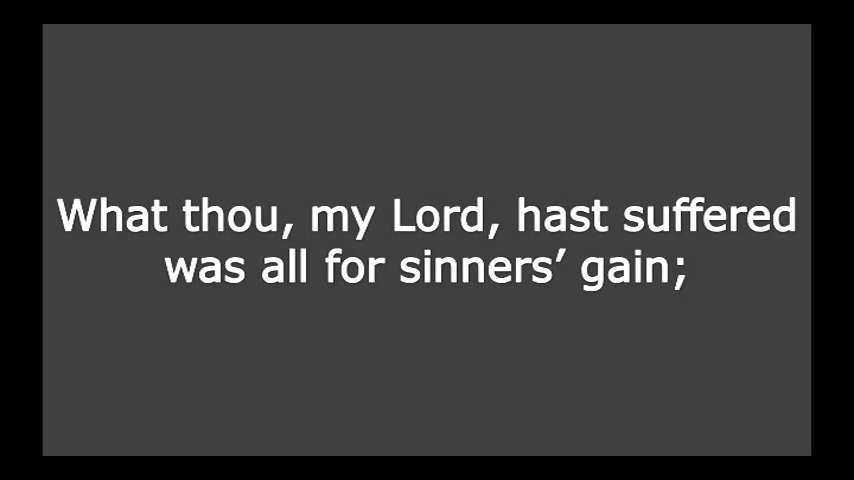 What thou, my Lord, hast suffered
was all for sinners’ gain;